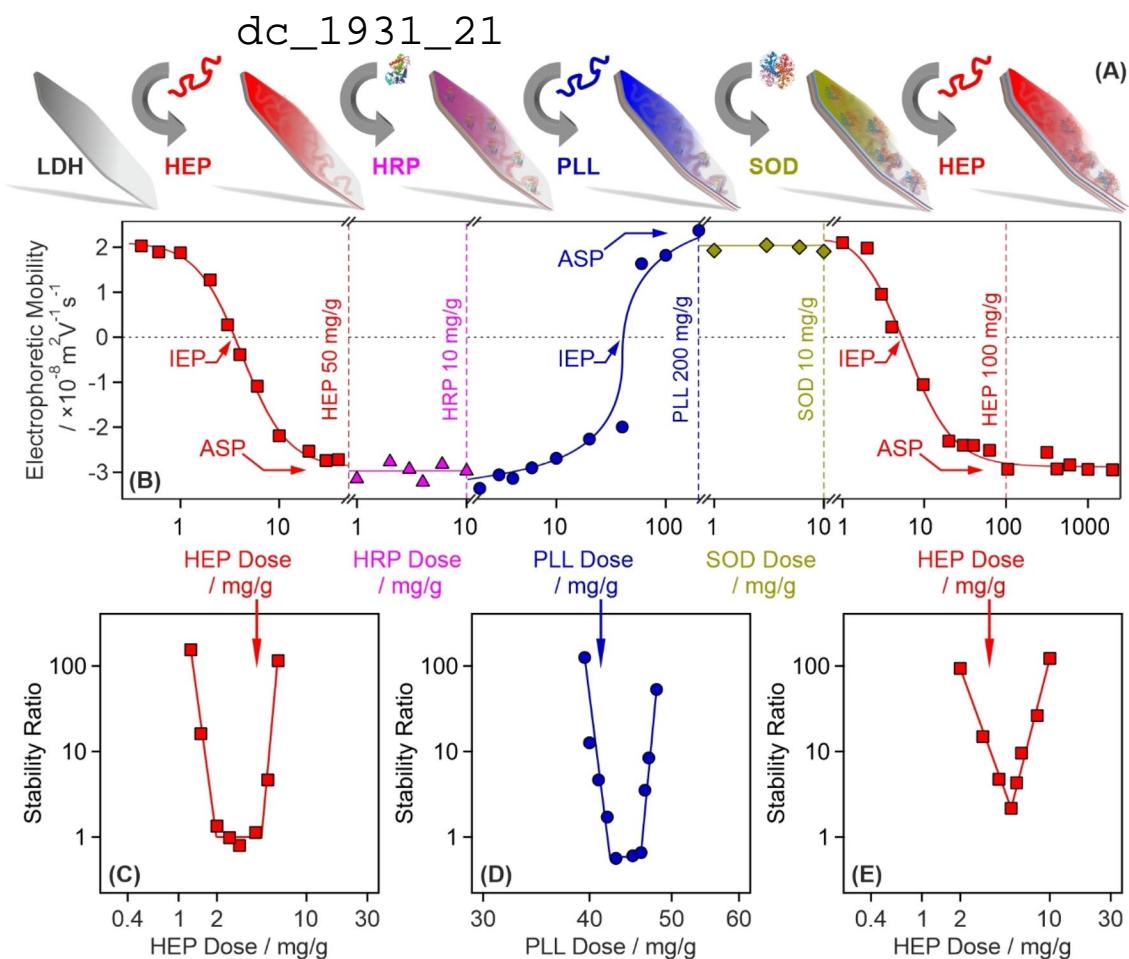 dc_1931_21
(A)
LDH
HEP
HRP
PLL
SOD
HEP
Electrophoretic Mobility
/ ×10⁻⁸ m²V⁻¹s⁻¹
2
1
0
-1
-2
-3
IEP
ASP
HEP 50 mg/g
HRP 10 mg/g
ASP
IEP
PLL 200 mg/g
SOD 10 mg/g
IEP
ASP
HEP 100 mg/g
(B)
1 10 1 10 10 100 1 10 1 10 100 1000
HEP Dose
/ mg/g
HRP Dose
/ mg/g
PLL Dose
/ mg/g
SOD Dose
/ mg/g
HEP Dose
/ mg/g
Stability Ratio
100
10
1
(C)
0.4 1 2 10 30
HEP Dose / mg/g
Stability Ratio
100
10
1
(D)
30 40 50 60
PLL Dose / mg/g
Stability Ratio
100
10
1
(E)
0.4 1 2 10 30
HEP Dose / mg/g